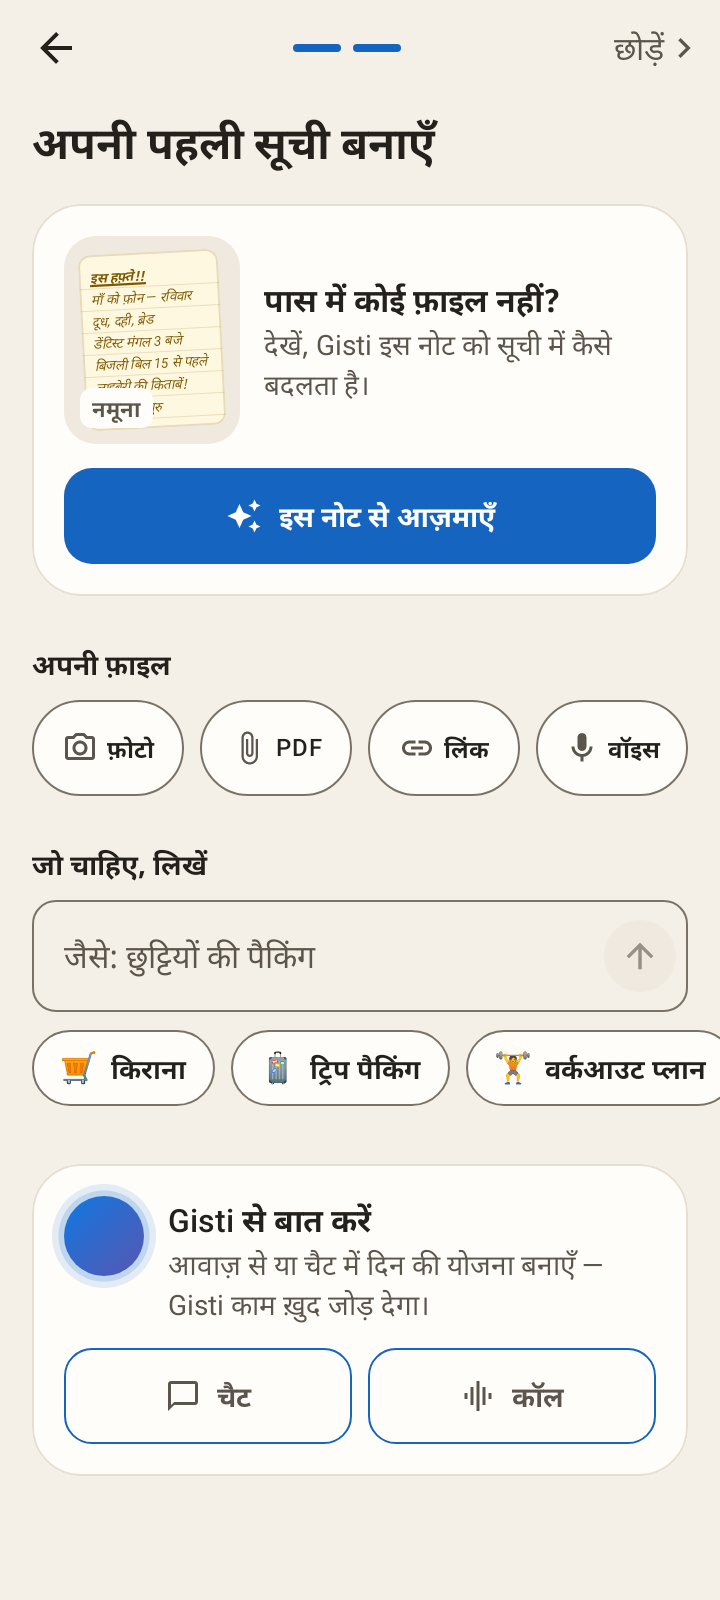 छोड़ें
अपनी पहली सूची बनाएँ
इस हफ़्ते!!
माँ को फ़ोन – रविवार
दूध, दही, ब्रेड
डेंटिस्ट मंगल 3 बजे
बिजली बिल 15 से पहले
की किताबें!
नमूना
पास में कोई फ़ाइल नहीं?
देखें, Gisti इस नोट को सूची में कैसे
बदलता है।
इस नोट से आज़माएँ
अपनी फ़ाइल
फ़ोटो
PDF
लिंक
वॉइस
जो चाहिए, लिखें
जैसे: छुट्टियों की पैकिंग
किराना
ट्रिप पैकिंग
वर्कआउट प्लान
Gisti से बात करें
आवाज़ से या चैट में दिन की योजना बनाएँ –
Gisti काम ख़ुद जोड़ देगा।
चैट
कॉल